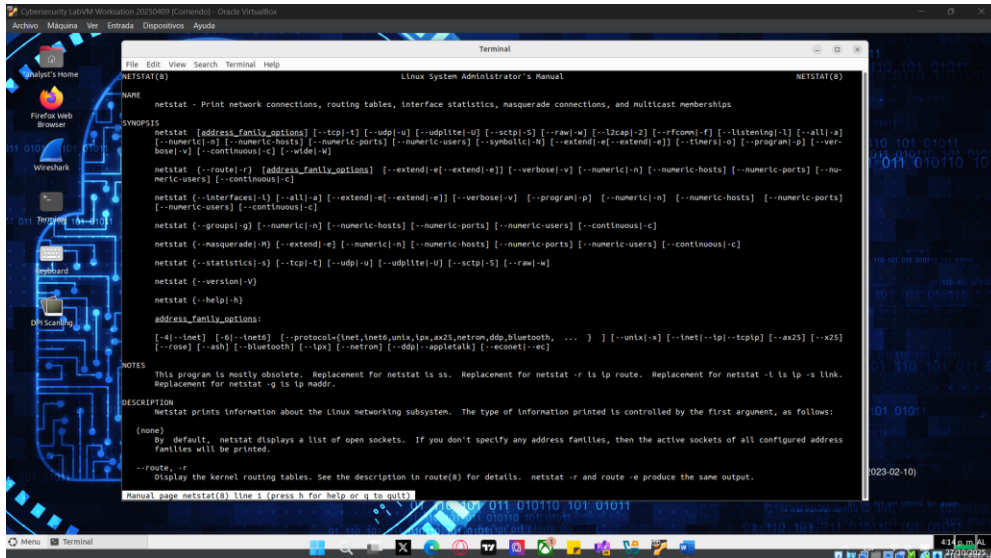 Cybersecurity LabVM Worksation 20250409 [Corriendo] - Oracle VirtualBox
Archivo Máquina Ver Entrada Dispositivos Ayuda
Terminal
File Edit View Search Terminal Help
NETSTAT(8) Linux System Administrator's Manual NETSTAT(8)
NAME
netstat - Print network connections, routing tables, interface statistics, masquerade connections, and multicast memberships
SYNOPSIS
netstat [address_family_options] [--tcp|-t] [--udp|-u] [--udplite|-U] [--sctp|-S] [--raw|-w] [--l2cap|-2] [--rfcomm|-f] [--listening|-l] [--all|-a]
[--numeric|-n] [--numeric-hosts] [--numeric-ports] [--numeric-users] [--symbolic|-N] [--extend|-e[--extend|-e]] [--timers|-o] [--program|-p] [--ver-
bose|-v] [--continuous|-c] [--wide|-W]
netstat {--route|-r} [address_family_options] [--extend|-e[--extend|-e]] [--verbose|-v] [--numeric|-n] [--numeric-hosts] [--numeric-ports] [--nu-
meric-users] [--continuous|-c]
netstat {--interfaces|-i} [--all|-a] [--extend|-e[--extend|-e]] [--verbose|-v] [--program|-p] [--numeric|-n] [--numeric-hosts] [--numeric-ports]
[--numeric-users] [--continuous|-c]
netstat {--groups|-g} [--numeric|-n] [--numeric-hosts] [--numeric-ports] [--numeric-users] [--continuous|-c]
netstat {--masquerade|-M} [--extend|-e] [--numeric|-n] [--numeric-hosts] [--numeric-ports] [--numeric-users] [--continuous|-c]
netstat {--statistics|-s} [--tcp|-t] [--udp|-u] [--udplite|-U] [--sctp|-S] [--raw|-w]
netstat {--version|-V}
netstat {--help|-h}
address_family_options:
[-4|--inet] [-6|--inet6] [--protocol={inet,inet6,unix,ipx,ax25,netrom,ddp,bluetooth, ... } ] [--unix|-x] [--inet|--ip|--tcpip] [--ax25] [--x25]
[--rose] [--ash] [--bluetooth] [--ipx] [--netrom] [--ddp|--appletalk] [--econet|--ec]
NOTES
This program is mostly obsolete. Replacement for netstat is ss. Replacement for netstat -r is ip route. Replacement for netstat -i is ip -s link.
Replacement for netstat -g is ip maddr.
DESCRIPTION
Netstat prints information about the Linux networking subsystem. The type of information printed is controlled by the first argument, as follows:
(none)
By default, netstat displays a list of open sockets. If you don't specify any address families, then the active sockets of all configured address
families will be printed.
--route, -r
Display the kernel routing tables. See the description in route(8) for details. netstat -r and route -e produce the same output.
Manual page netstat(8) line 1 (press h for help or q to quit)
analyst's Home
Firefox Web
Browser
Wireshark
Terminal
Keyboard
DPI Scaling
2023-02-10)
Menu Terminal
4:14 p. m.
27/10/2025